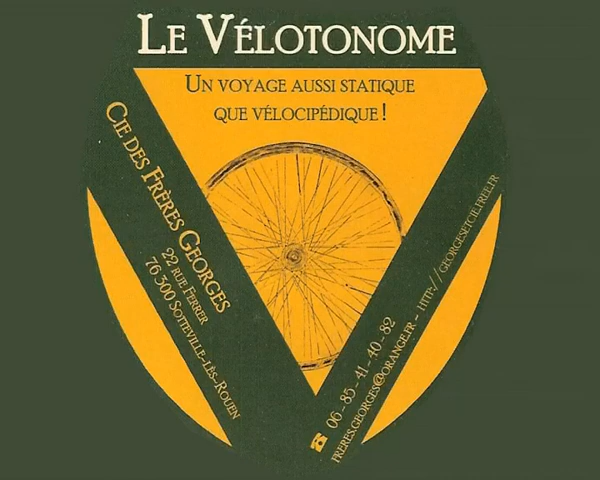 Le Vélotonome
Un voyage aussi statique
que vélocipédique !
Cie des Frères Georges
22 rue Ferrer
76 300 Sotteville-lès-Rouen
☎ 06 - 85 - 41 - 40 - 82
freres.georges@orange.fr - http://georgesetcie.free.fr